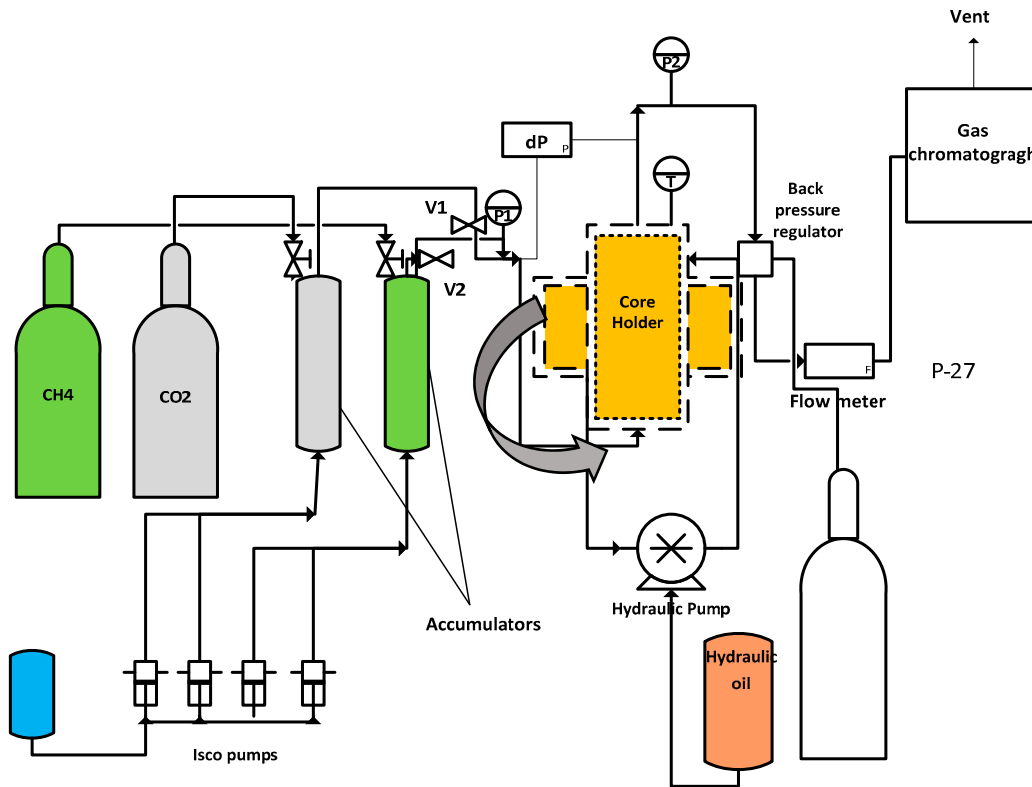 Vent
P2
Gas
chromatogragh
dP
P
T
Back
pressure
regulator
V1
P1
V2
Core
Holder
CH4
CO2
F
P-27
Flow meter
Hydraulic Pump
Accumulators
Hydraulic
oil
Isco pumps